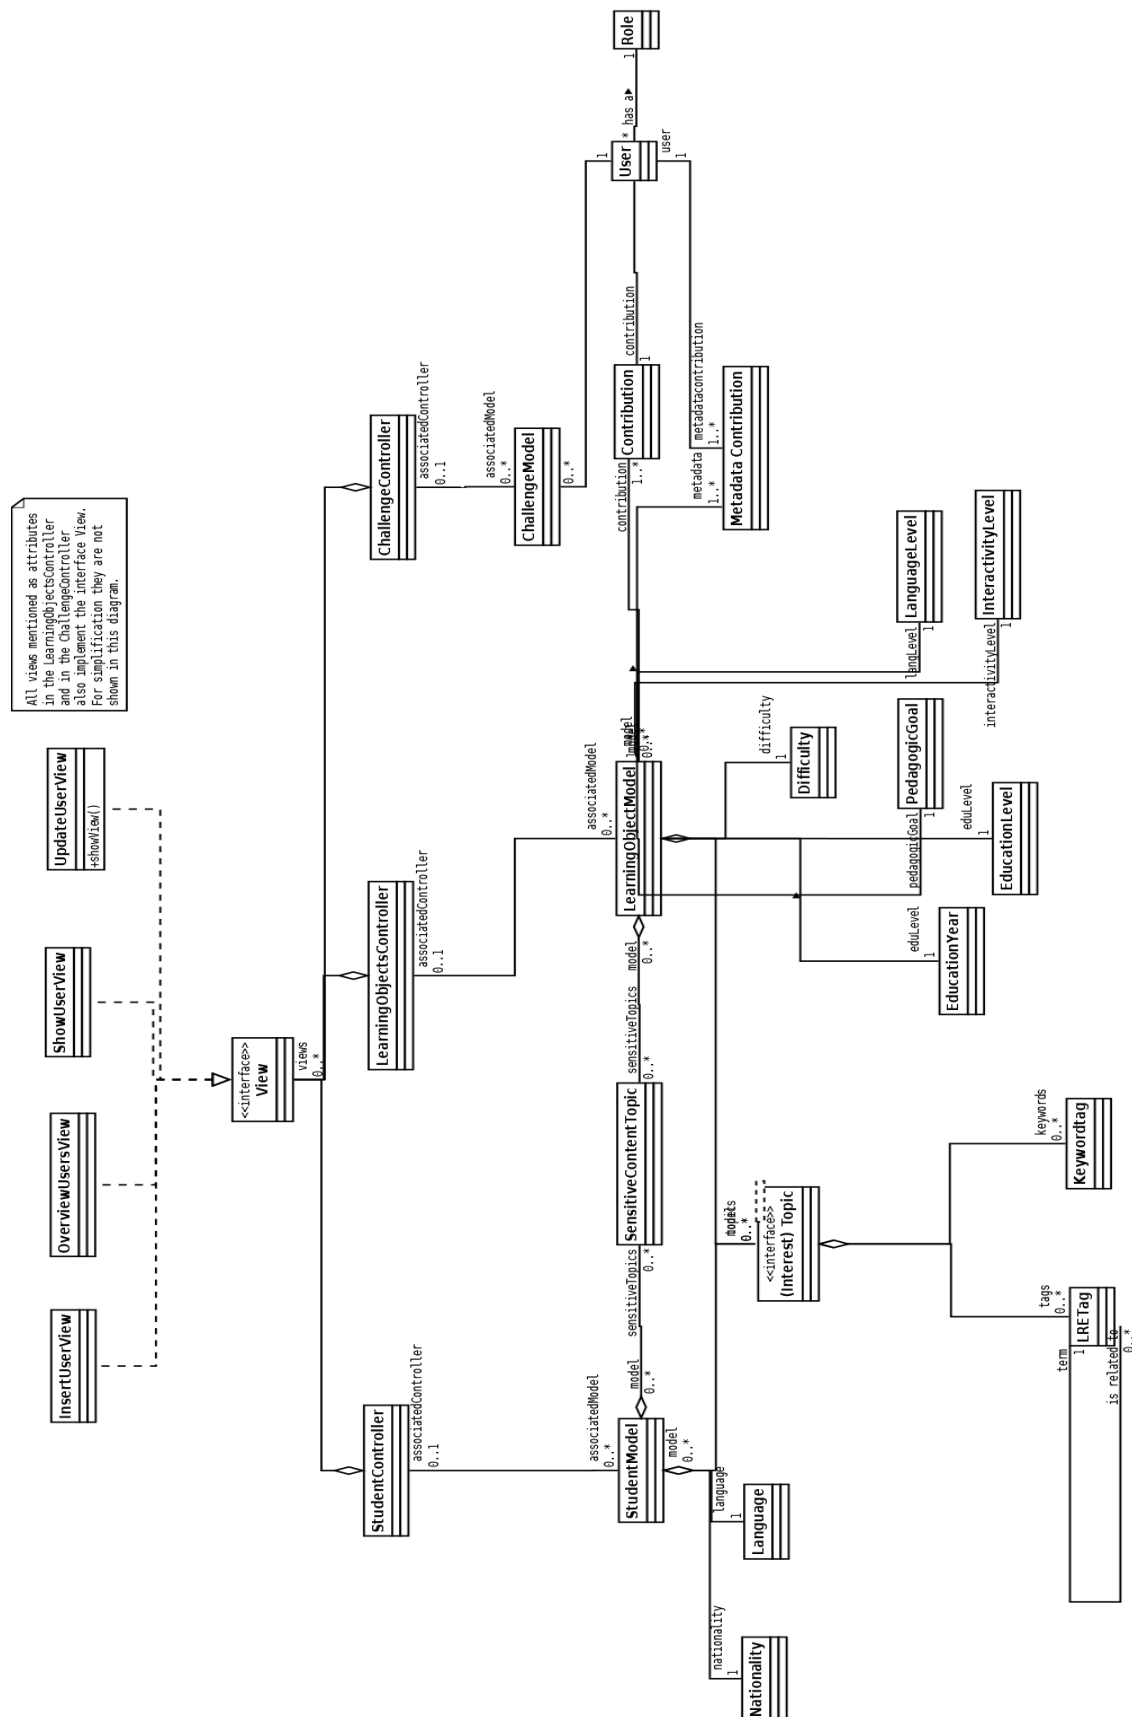 InsertUserView
OverviewUsersView
ShowUserView
UpdateUserView
+showView()
All views mentioned as attributes
in the LearningObjectsController
and in the ChallengeController
also implement the interface View.
For simplification they are not
shown in this diagram.
<<interface>>
View
views
0..*
StudentController
associatedController
0..1
LearningObjectsController
associatedController
0..1
ChallengeController
associatedController
0..1
associatedModel
0..*
ChallengeModel
0..*
associatedModel
0..*
StudentModel
model
0..*
model
0..*
sensitiveTopics
0..*
SensitiveContentTopic
sensitiveTopics
0..*
model
0..*
associatedModel
0..*
LearningObjectModel
model
0..*
contribution
1..*
Contribution
contribution
1
1
User
* has a
1
Role
user
1
metadata
1..*
metadatacontribution
1..*
Metadata Contribution
nationality
1
Nationality
language
1
Language
0..*
<<interface>>
(Interest) Topic
difficulty
1
Difficulty
langLevel
1
LanguageLevel
interactivityLevel
1
InteractivityLevel
pedagogicGoal
1
PedagogicGoal
eduLevel
1
EducationLevel
eduLevel
1
EducationYear
keywords
0..*
Keywordtag
tags
0..*
LRETag
term
1
is related to
0..*